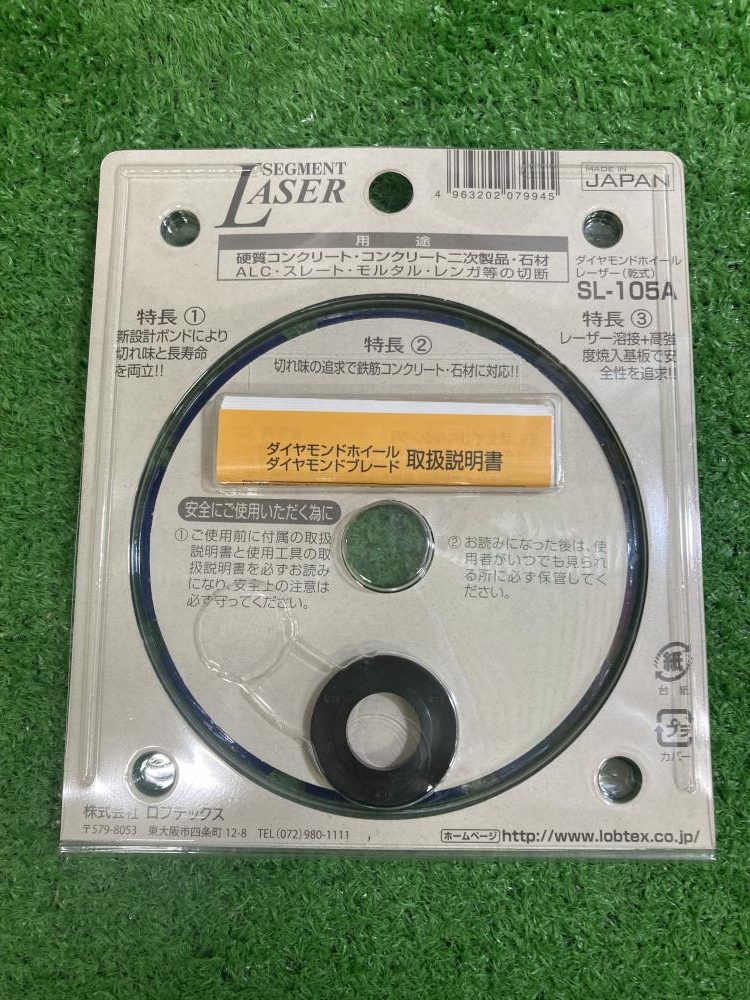 SEGMENT
LASER
4 963202 079945
MADE IN
JAPAN
用途
硬質コンクリート・コンクリート二次製品・石材
ALC・スレート・モルタル・レンガ等の切断
ダイヤモンドホイール
レーザー(乾式)
SL-105A
特長①
新設計ボンドにより
切れ味と長寿命
を両立!!
特長②
切れ味の追求で鉄筋コンクリート・石材に対応!!
特長③
レーザー溶接+高強
度焼入基板で安
全性を追求!!
ダイヤモンドホイール
ダイヤモンドブレード 取扱説明書
安全にご使用いただく為に
①ご使用前に付属の取扱
説明書と使用工具の取
扱説明書を必ずお読み
になり、安全上の注意は
必ず守ってください。
②お読みになった後は、使
用者がいつでも見られ
る所に必ず保管してく
ださい。
紙
台紙
プラ
カバー
株式会社 ロブテックス
〒579-8053 東大阪市四条町12-8 TEL(072)980-1111
ホームページ http://www.lobtex.co.jp/